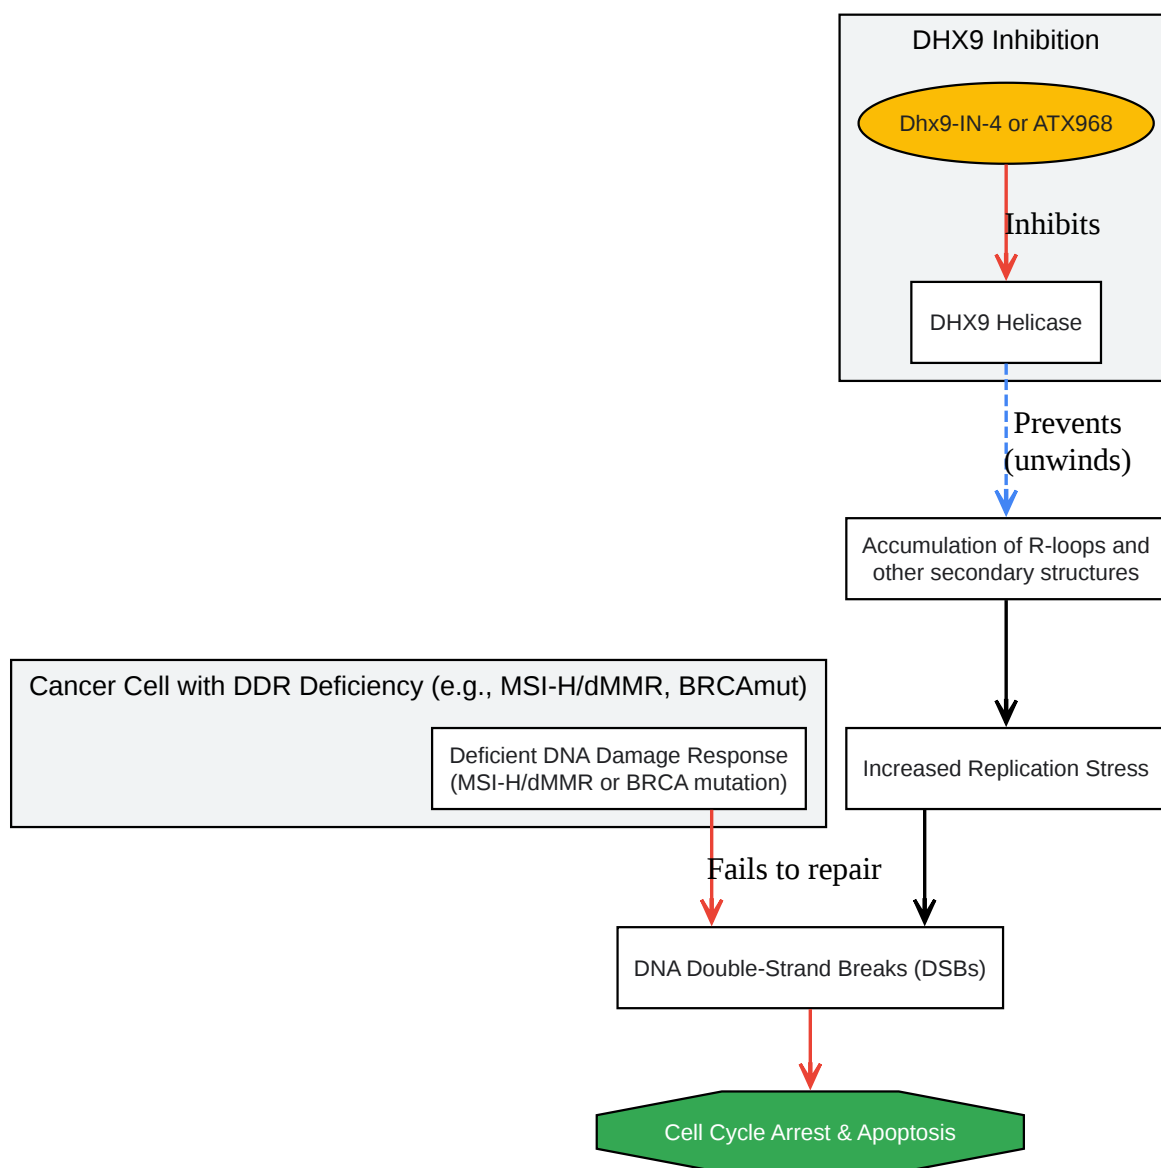 DHX9 Inhibition
Dhx9-IN-4 or ATX968
Inhibits
DHX9 Helicase
Prevents
(unwinds)
Accumulation of R-loops and
other secondary structures
Cancer Cell with DDR Deficiency (e.g., MSI-H/dMMR, BRCAmut)
Deficient DNA Damage Response
(MSI-H/dMMR or BRCA mutation)
Increased Replication Stress
Fails to repair
DNA Double-Strand Breaks (DSBs)
Cell Cycle Arrest & Apoptosis